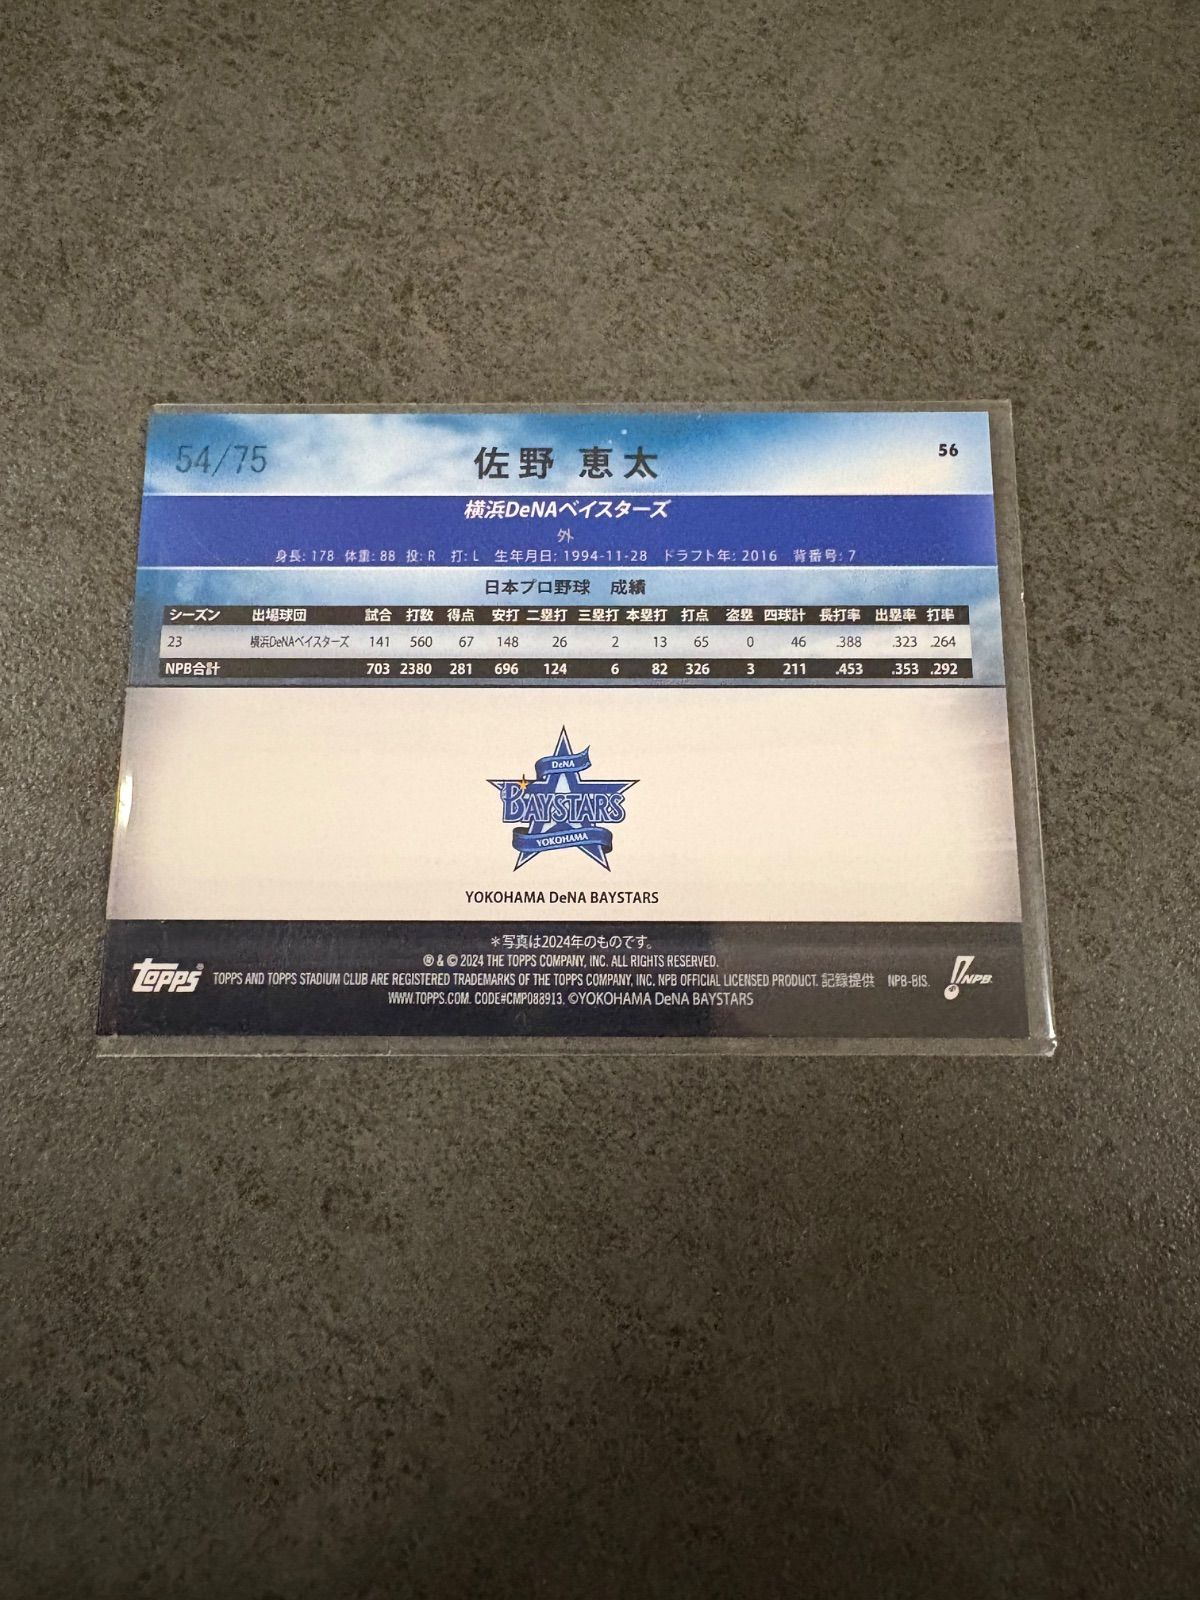 54/75
佐野 恵太
56
横浜DeNAベイスターズ
外
身長: 178 体重: 88 投: R 打: L 生年月日: 1994-11-28 ドラフト年: 2016 背番号: 7
日本プロ野球 成績
シーズン 出場球団 試合 打数 得点 安打 二塁打 三塁打 本塁打 打点 盗塁 四球計 長打率 出塁率 打率
23 横浜DeNAベイスターズ 141 560 67 148 26 2 13 65 0 46 .388 .323 .264
NPB合計 703 2380 281 696 124 6 82 326 3 211 .453 .353 .292
DeNA
BAYSTARS
YOKOHAMA
YOKOHAMA DeNA BAYSTARS
＊写真は2024年のものです。
® & © 2024 THE TOPPS COMPANY, INC. ALL RIGHTS RESERVED.
topps®
TOPPS AND TOPPS STADIUM CLUB ARE REGISTERED TRADEMARKS OF THE TOPPS COMPANY, INC. NPB OFFICIAL LICENSED PRODUCT. 記録提供 NPB-BIS.
NPB
WWW.TOPPS.COM. CODE#CMP088913. ©YOKOHAMA DeNA BAYSTARS